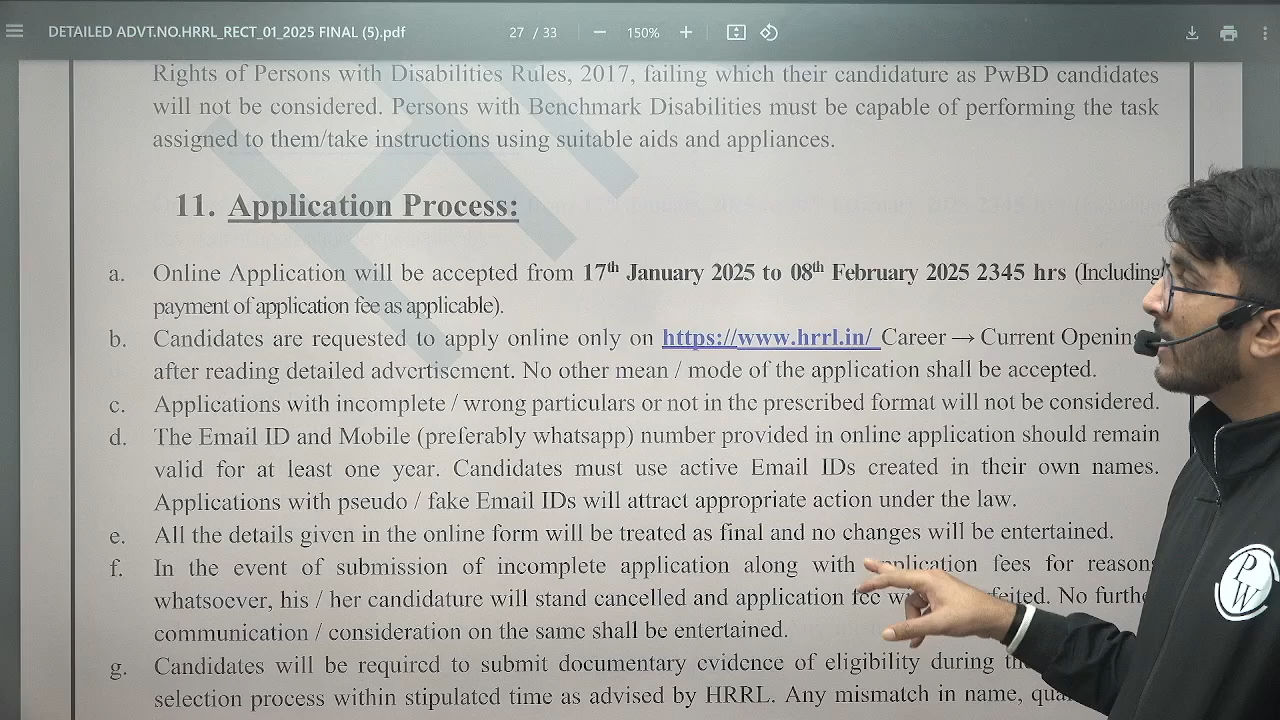 DETAILED ADVT.NO.HRRL_RECT_01_2025 FINAL (5).pdf
27 / 33
150%
Rights of Persons with Disabilities Rules, 2017, failing which their candidature as PwBD candidates
will not be considered. Persons with Benchmark Disabilities must be capable of performing the task
assigned to them/take instructions using suitable aids and appliances.
11. Application Process:
a. Online Application will be accepted from 17th January 2025 to 08th February 2025 2345 hrs (Including
payment of application fee as applicable).
b. Candidates are requested to apply online only on https://www.hrrl.in/ Career → Current Opening
after reading detailed advertisement. No other mean / mode of the application shall be accepted.
c. Applications with incomplete / wrong particulars or not in the prescribed format will not be considered.
d. The Email ID and Mobile (preferably whatsapp) number provided in online application should remain
valid for at least one year. Candidates must use active Email IDs created in their own names.
Applications with pseudo / fake Email IDs will attract appropriate action under the law.
e. All the details given in the online form will be treated as final and no changes will be entertained.
f. In the event of submission of incomplete application along with application fees for reasons
whatsoever, his / her candidature will stand cancelled and application fee No
communication / consideration on the same shall be entertained.
g. Candidates will be required to submit documentary evidence of eligibility during
selection process within stipulated time as advised by HRRL. Any mismatch in name,
PW